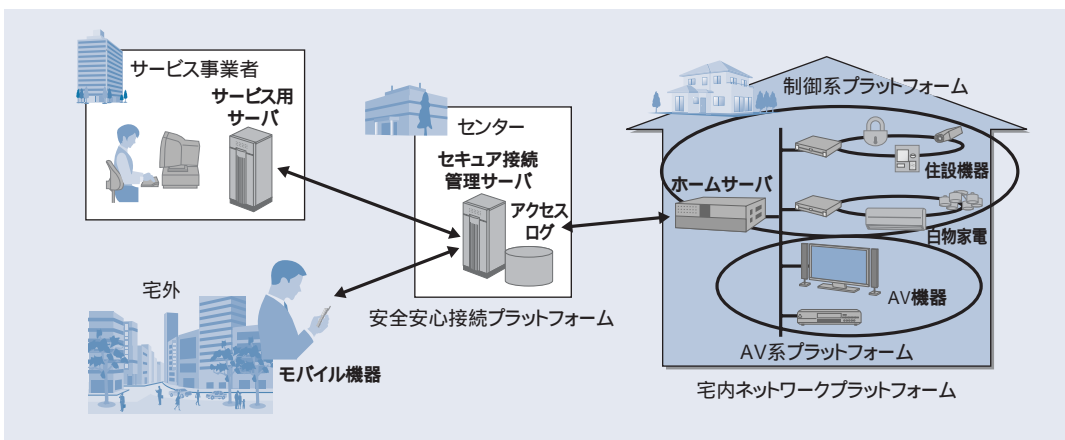 サービス事業者
サービス用
サーバ
センター
セキュア接続
管理サーバ
アクセス
ログ
宅外
モバイル機器
安全安心接続プラットフォーム
制御系プラットフォーム
住設機器
ホームサーバ
白物家電
AV機器
AV系プラットフォーム
宅内ネットワークプラットフォーム